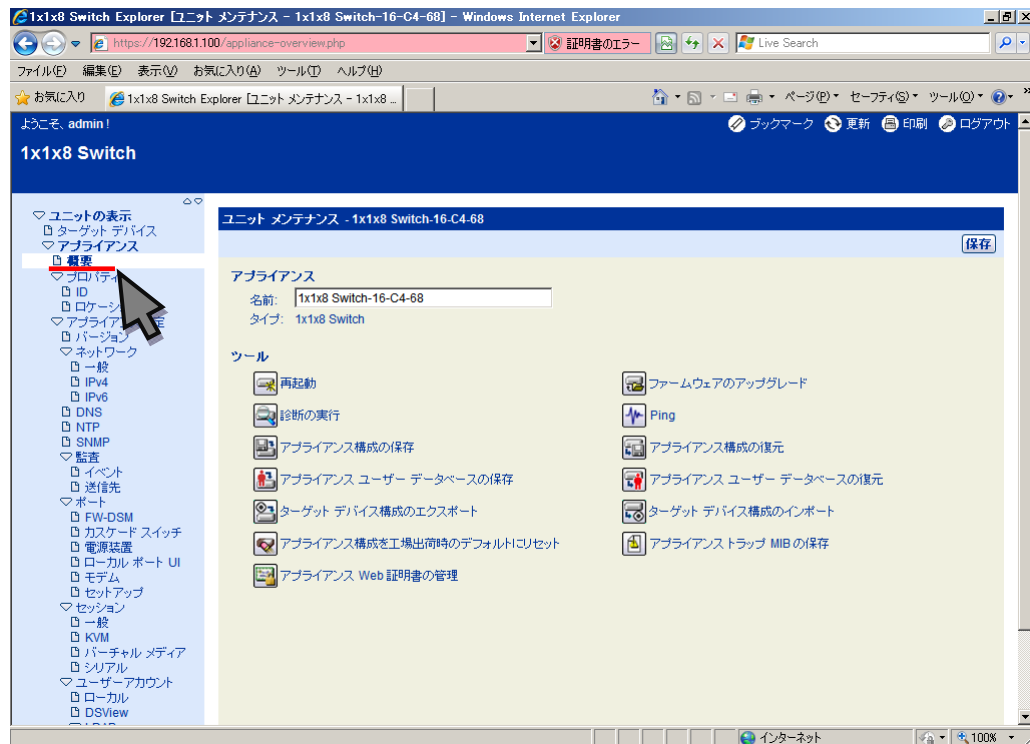 1x1x8 Switch Explorer [ユニット メンテナンス - 1x1x8 Switch-16-C4-68] - Windows Internet Explorer
https://192.168.1.100/appliance-overview.php
証明書のエラー
Live Search
ファイル(F) 編集(E) 表示(V) お気に入り(A) ツール(T) ヘルプ(H)
お気に入り
1x1x8 Switch Explorer [ユニット メンテナンス - 1x1x8 ...
ページ(P) セーフティ(S) ツール(O)
ようこそ、admin !
ブックマーク 更新 印刷 ログアウト
1x1x8 Switch
ユニットの表示
ターゲット デバイス
アプライアンス
概要
プロパティ
ID
ロケーシ
アプライア
バージョン
ネットワーク
一般
IPv4
IPv6
DNS
NTP
SNMP
監査
イベント
送信先
ポート
FW-DSM
カスケード スイッチ
電源装置
ローカル ポート UI
モデム
セットアップ
セッション
一般
KVM
バーチャル メディア
シリアル
ユーザーアカウント
ローカル
DSView
ユニット メンテナンス - 1x1x8 Switch-16-C4-68
保存
アプライアンス
名前: 1x1x8 Switch-16-C4-68
タイプ: 1x1x8 Switch
ツール
再起動
ファームウェアのアップグレード
診断の実行
Ping
アプライアンス構成の保存
アプライアンス構成の復元
アプライアンス ユーザー データベースの保存
アプライアンス ユーザー データベースの復元
ターゲット デバイス構成のエクスポート
ターゲット デバイス構成のインポート
アプライアンス構成を工場出荷時のデフォルトにリセット
アプライアンス トラップ MIB の保存
アプライアンス Web 証明書の管理
インターネット
100%